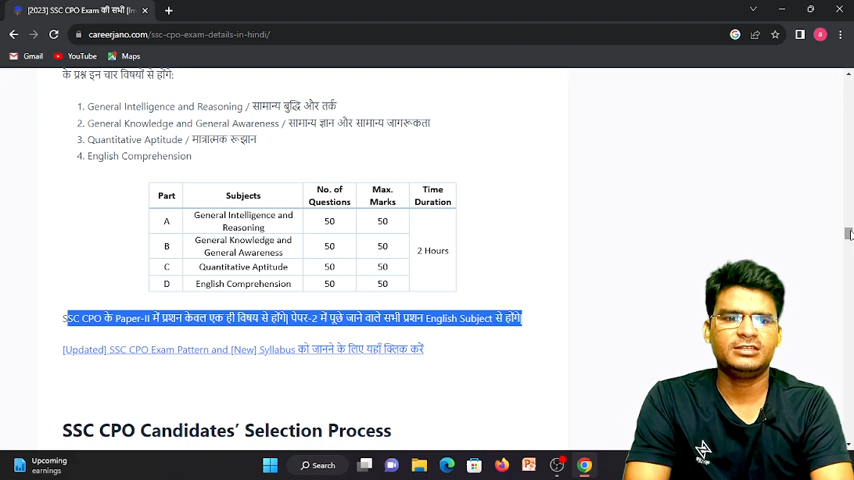 [2023] SSC CPO Exam की सभी [In
careerjano.com/ssc-cpo-exam-details-in-hindi/
Gmail YouTube Maps
के प्रश्न इन चार विषयों से होंगे:
1. General Intelligence and Reasoning / सामान्य बुद्धि और तर्क
2. General Knowledge and General Awareness / सामान्य ज्ञान और सामान्य जागरूकता
3. Quantitative Aptitude / मात्रात्मक रूझान
4. English Comprehension
Part Subjects No. of Questions Max. Marks Time Duration
A General Intelligence and Reasoning 50 50
B General Knowledge and General Awareness 50 50 2 Hours
C Quantitative Aptitude 50 50
D English Comprehension 50 50
SSC CPO के Paper-II में प्रशन केवल एक ही विषय से होंगे| पेपर-2 में पूछे जाने वाले सभी प्रशन English Subject से होंगे|
[Updated] SSC CPO Exam Pattern and [New] Syllabus को जानने के लिए यहाँ क्लिक करें
SSC CPO Candidates’ Selection Process
Upcoming
earnings
Search